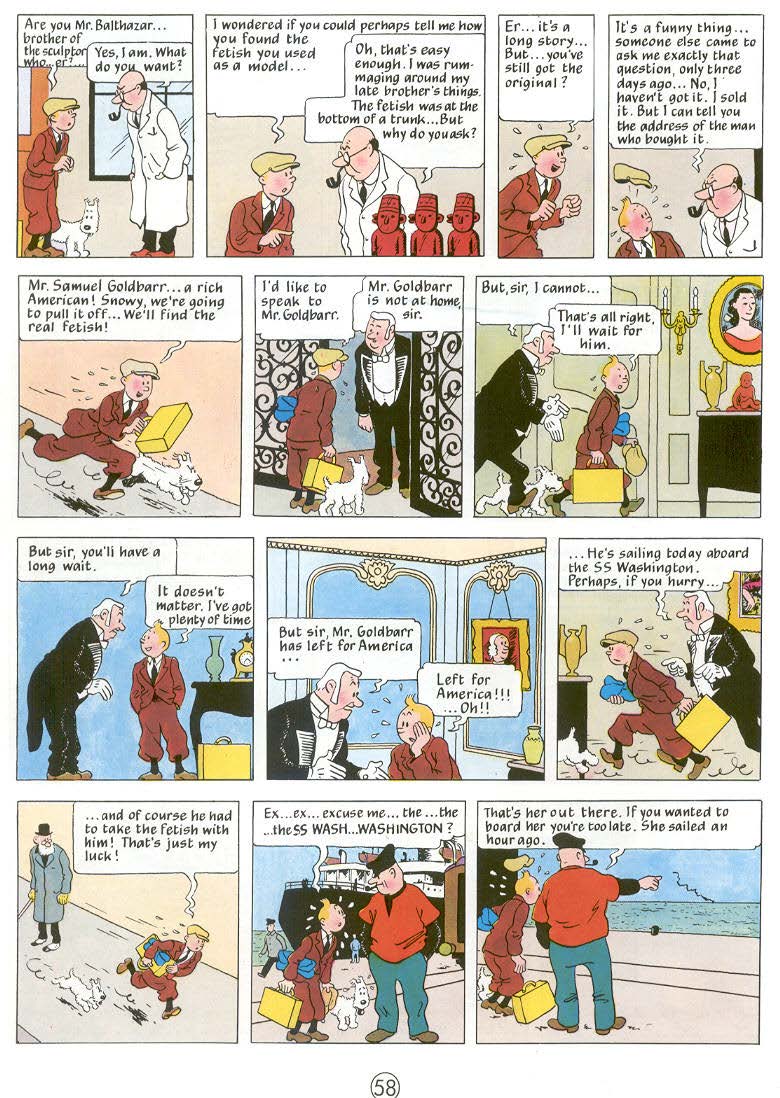 Are you Mr. Balthazar...
brother of
the sculptor
who...er?...
Yes, I am. What
do you want?
I wondered if you could perhaps tell me how
you found the
fetish you used
as a model...
Oh, that's easy
enough. I was rum-
maging around my
late brother's things.
The fetish was at the
bottom of a trunk...But
why do you ask?
Er... it's a
long story...
But...you've
still got the
original?
It's a funny thing...
someone else came to
ask me exactly that
question, only three
days ago... No, I
haven't got it. I sold
it. But I can tell you
the address of the man
who bought it.
Mr. Samuel Goldbarr... a rich
American! Snowy, we're going
to pull it off... We'll find the
real fetish!
I'd like to
speak to
Mr. Goldbarr.
Mr. Goldbarr
is not at home,
sir.
But, sir, I cannot...
That's all right,
I'll wait for
him.
But sir, you'll have a
long wait.
It doesn't
matter. I've got
plenty of time
But sir, Mr. Goldbarr
has left for America
...
Left for
America!!!
...Oh!!
...He's sailing today aboard
the SS Washington.
Perhaps, if you hurry...
...and of course he had
to take the fetish with
him! That's just my
luck!
Ex...ex... excuse me... the ...the
...the SS WASH...WASHINGTON?
That's her out there. If you wanted to
board her you're too late. She sailed an
hour ago.
58